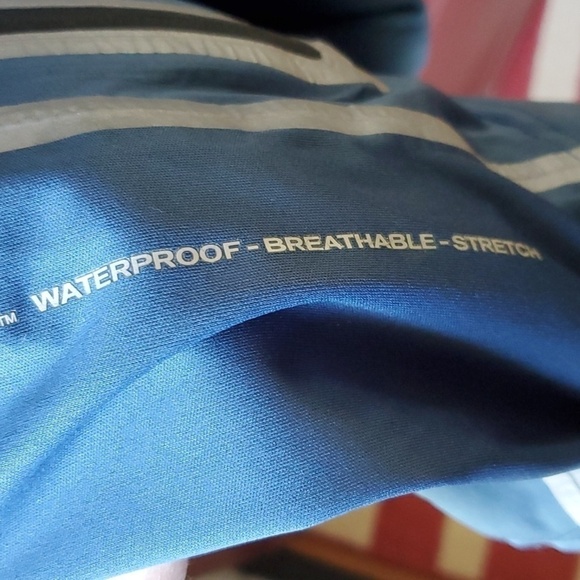 ™ WATERPROOF - BREATHABLE - STRETCH